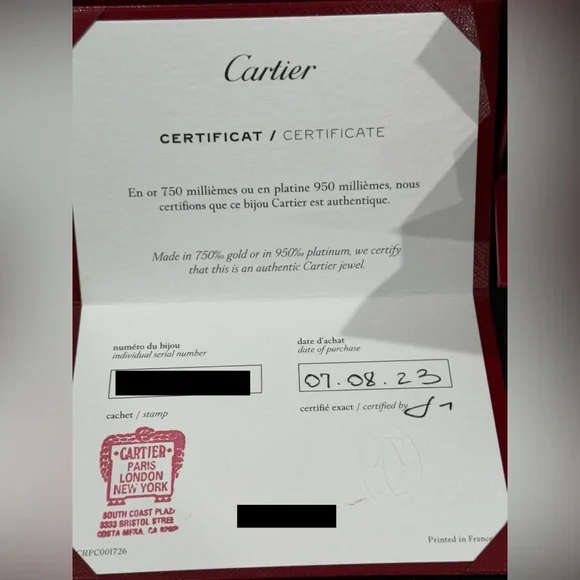 Cartier
CERTIFICAT / CERTIFICATE
En or 750 millièmes ou en platine 950 millièmes, nous
certifions que ce bijou Cartier est authentique.
Made in 750‰ gold or in 950‰ platinum, we certify
that this is an authentic Cartier jewel.
numéro du bijou
individual serial number
date d'achat
date of purchase
07.08.23
cachet / stamp
certifié exact / certified by
CARTIER
PARIS
LONDON
NEW YORK
SOUTH COAST PLAZ
3333 BRISTOL STREE
COSTA MESA, CA
CRPC001726
Printed in France